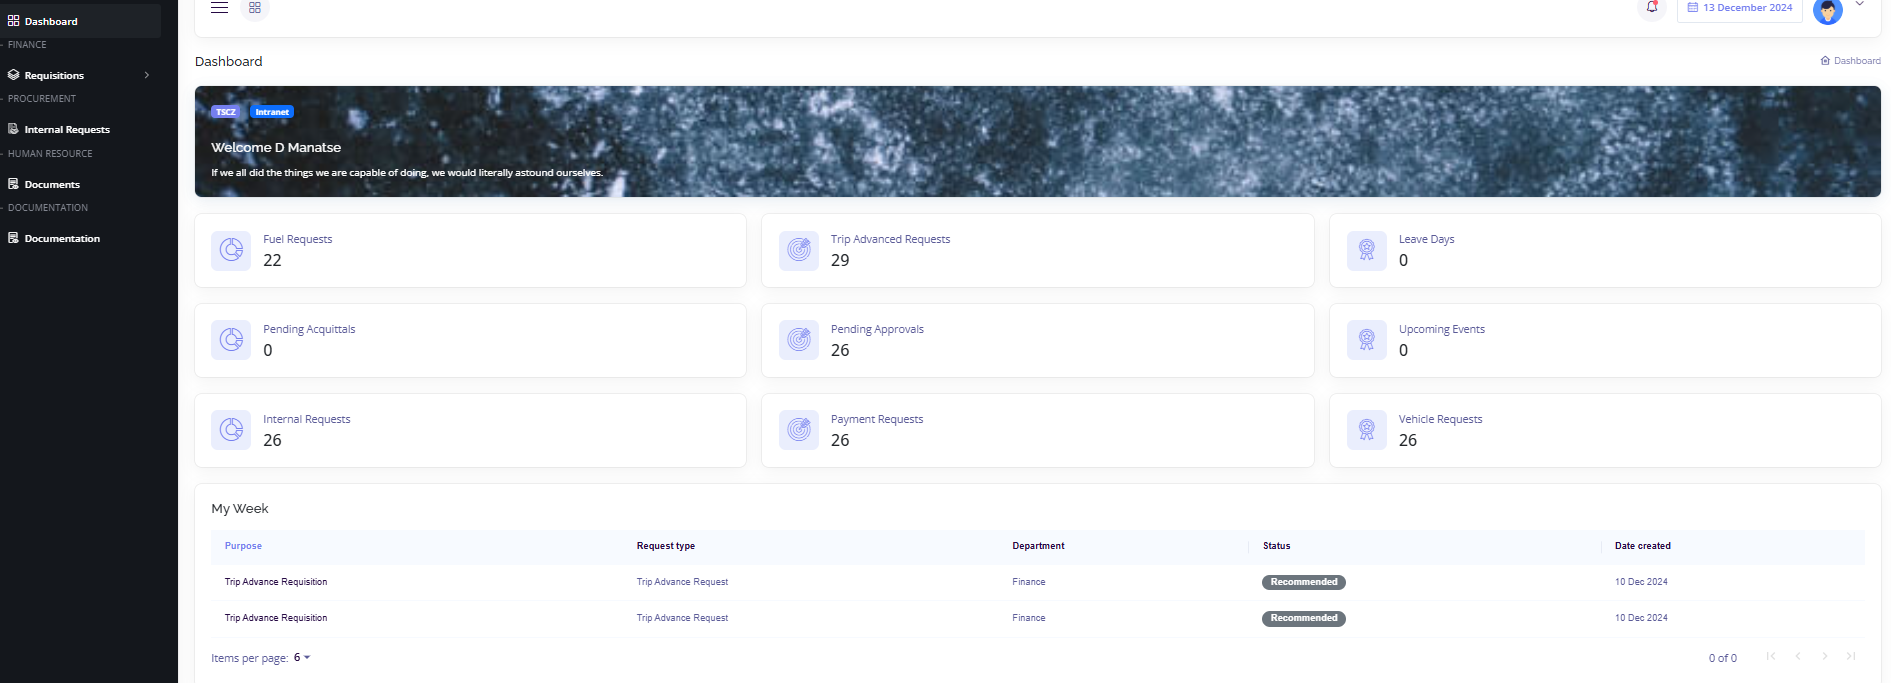 Dashboard
- FINANCE
Requisitions
- PROCUREMENT
Internal Requests
- HUMAN RESOURCE
Documents
- DOCUMENTATION
Documentation
13 December 2024
Dashboard
Dashboard
TSCZ Intranet
Welcome D Manatse
If we all did the things we are capable of doing, we would literally astound ourselves.
Fuel Requests
22
Trip Advanced Requests
29
Leave Days
0
Pending Acquittals
0
Pending Approvals
26
Upcoming Events
0
Internal Requests
26
Payment Requests
26
Vehicle Requests
26
My Week
Purpose Request type Department Status Date created
Trip Advance Requisition Trip Advance Request Finance Recommended 10 Dec 2024
Trip Advance Requisition Trip Advance Request Finance Recommended 10 Dec 2024
Items per page: 6 0 of 0